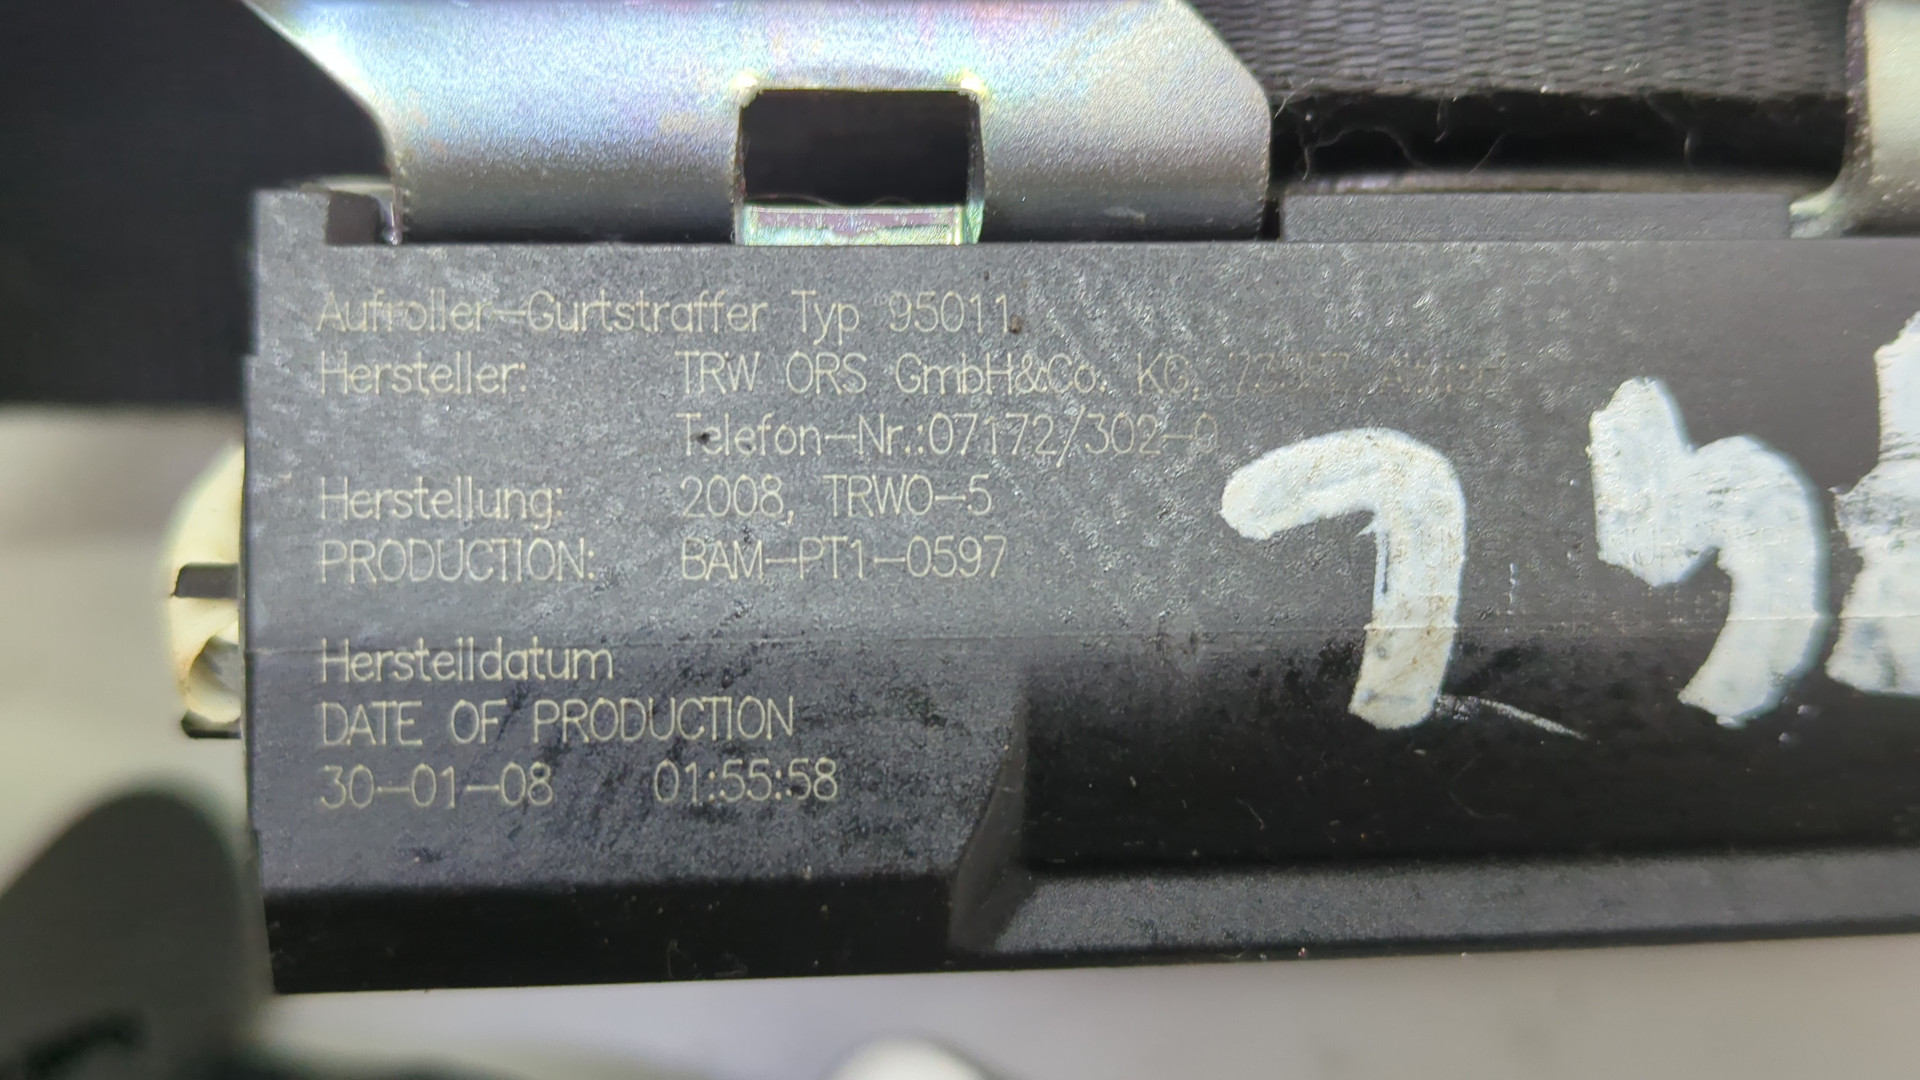 Aufroller-Gurtstraffer Typ 95011
Hersteller: TRW ORS GmbH&Co. KG,
Telefon-Nr.:07172/302-0
Herstellung: 2008, TRWO-5
PRODUCTION: BAM-PT1-0597
Herstelldatum
DATE OF PRODUCTION
30-01-08 01:55:58